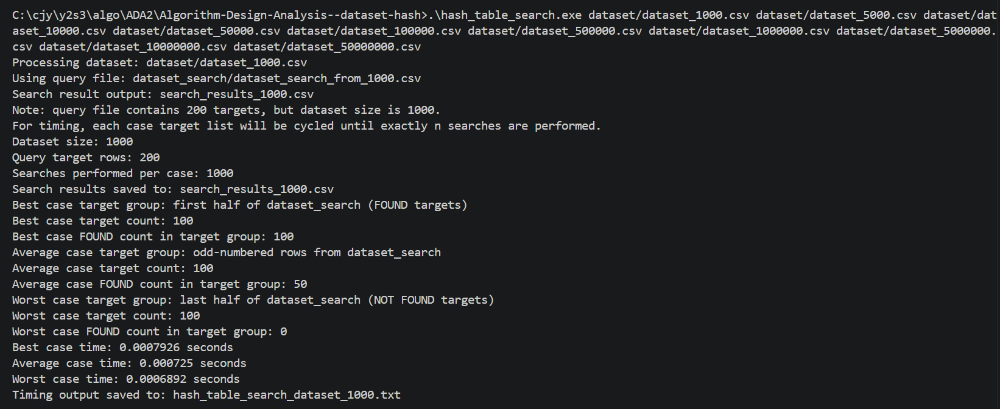 C:\cjy\y2s3\algo\ADA2\Algorithm-Design-Analysis--dataset-hash>.\hash_table_search.exe dataset/dataset_1000.csv dataset/dataset_5000.csv dataset/dat
aset_10000.csv dataset/dataset_50000.csv dataset/dataset_100000.csv dataset/dataset_500000.csv dataset/dataset_1000000.csv dataset/dataset_5000000.
csv dataset/dataset_10000000.csv dataset/dataset_50000000.csv
Processing dataset: dataset/dataset_1000.csv
Using query file: dataset_search/dataset_search_from_1000.csv
Search result output: search_results_1000.csv
Note: query file contains 200 targets, but dataset size is 1000.
For timing, each case target list will be cycled until exactly n searches are performed.
Dataset size: 1000
Query target rows: 200
Searches performed per case: 1000
Search results saved to: search_results_1000.csv
Best case target group: first half of dataset_search (FOUND targets)
Best case target count: 100
Best case FOUND count in target group: 100
Average case target group: odd-numbered rows from dataset_search
Average case target count: 100
Average case FOUND count in target group: 50
Worst case target group: last half of dataset_search (NOT FOUND targets)
Worst case target count: 100
Worst case FOUND count in target group: 0
Best case time: 0.0007926 seconds
Average case time: 0.000725 seconds
Worst case time: 0.0006892 seconds
Timing output saved to: hash_table_search_dataset_1000.txt